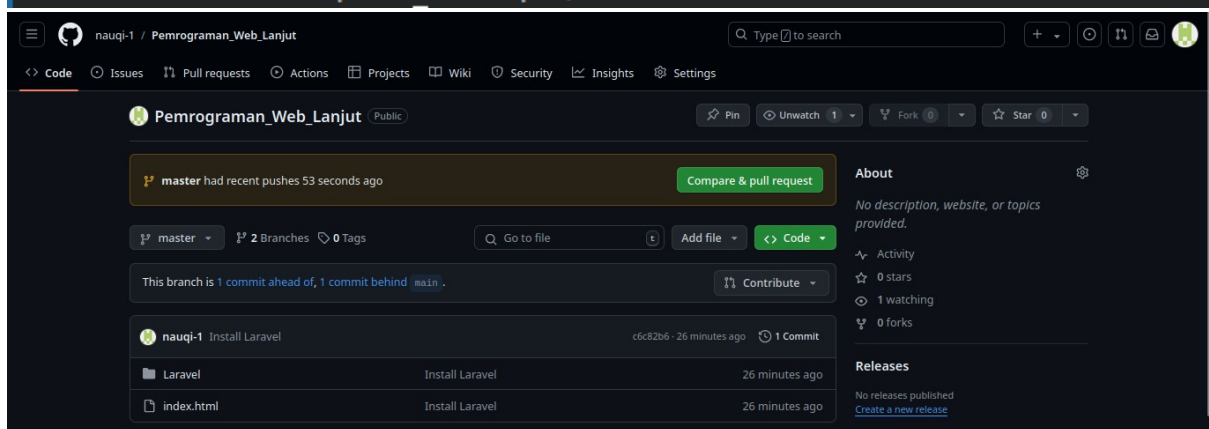 nauqi-1 / Pemrograman_Web_Lanjut
Type / to search
Code Issues Pull requests Actions Projects Wiki Security Insights Settings
Pemrograman_Web_Lanjut Public
Pin Unwatch 1 Fork 0 Star 0
master had recent pushes 53 seconds ago
Compare & pull request
master 2 Branches 0 Tags
Go to file t
Add file Code
This branch is 1 commit ahead of, 1 commit behind main .
Contribute
nauqi-1 Install Laravel c6c82b6 · 26 minutes ago 1 Commit
Laravel Install Laravel 26 minutes ago
index.html Install Laravel 26 minutes ago
About
No description, website, or topics
provided.
Activity
0 stars
1 watching
0 forks
Releases
No releases published
Create a new release